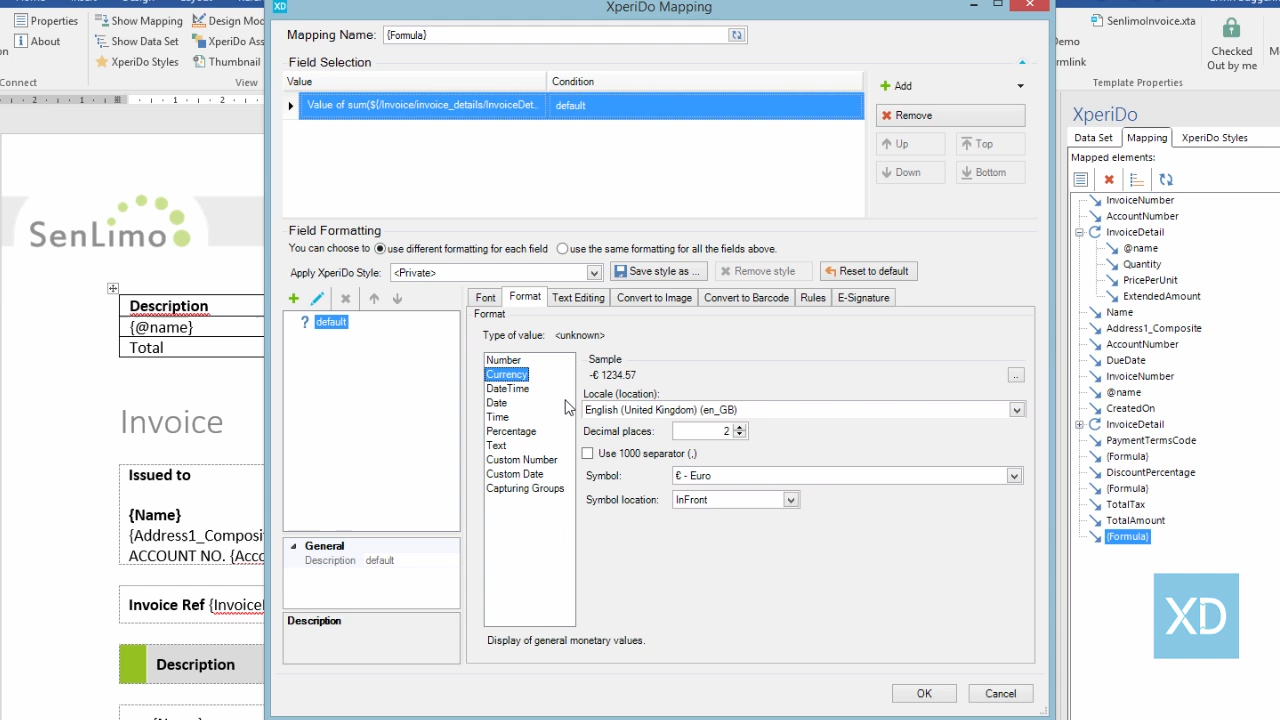 XD XperiDo Mapping
Properties
About
Connect
Show Mapping
Show Data Set
XperiDo Styles
Design Mo
XperiDo Ass
Thumbnail
View
SenlimoInvoice.xta
Demo
rmlink
Checked
Out by me
Template Properties
Mapping Name: {Formula}
Field Selection
Value Condition
Value of sum(${/Invoice/invoice_details/InvoiceDet... default
Add
Remove
Up Top
Down Bottom
Field Formatting
You can choose to use different formatting for each field use the same formatting for all the fields above.
Apply XperiDo Style: <Private> Save style as ... Remove style Reset to default
Font Format Text Editing Convert to Image Convert to Barcode Rules E-Signature
? default
General
Description default
Description
Format
Type of value: <unknown>
Number
Currency
DateTime
Date
Time
Percentage
Text
Custom Number
Custom Date
Capturing Groups
Sample
-€ 1234.57
..
Locale (location):
English (United Kingdom) (en_GB)
Decimal places: 2
Use 1000 separator (,)
Symbol: € - Euro
Symbol location: InFront
Display of general monetary values.
OK Cancel
SenLimo
Description
{@name}
Total
Invoice
Issued to
{Name}
{Address1_Composi
ACCOUNT NO. {Acco
Invoice Ref {InvoiceI
Description
XperiDo
Data Set Mapping XperiDo Styles
Mapped elements:
InvoiceNumber
AccountNumber
InvoiceDetail
@name
Quantity
PricePerUnit
ExtendedAmount
Name
Address1_Composite
AccountNumber
DueDate
InvoiceNumber
@name
CreatedOn
InvoiceDetail
PaymentTermsCode
{Formula}
DiscountPercentage
{Formula}
TotalTax
TotalAmount
{Formula}
XD